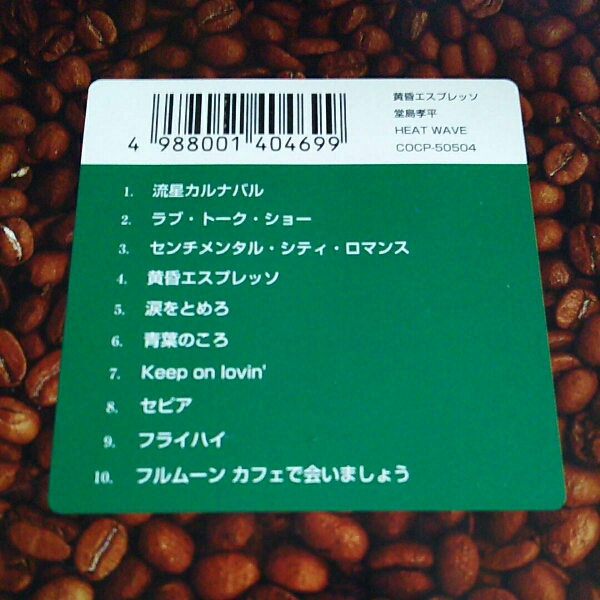 4 988001 404699
黄昏エスプレッソ
堂島孝平
HEAT WAVE
COCP-50504
1. 流星カルナバル
2. ラブ・トーク・ショー
3. センチメンタル・シティ・ロマンス
4. 黄昏エスプレッソ
5. 涙をとめろ
6. 青葉のころ
7. Keep on lovin'
8. セピア
9. フライハイ
10. フルムーン カフェで会いましょう